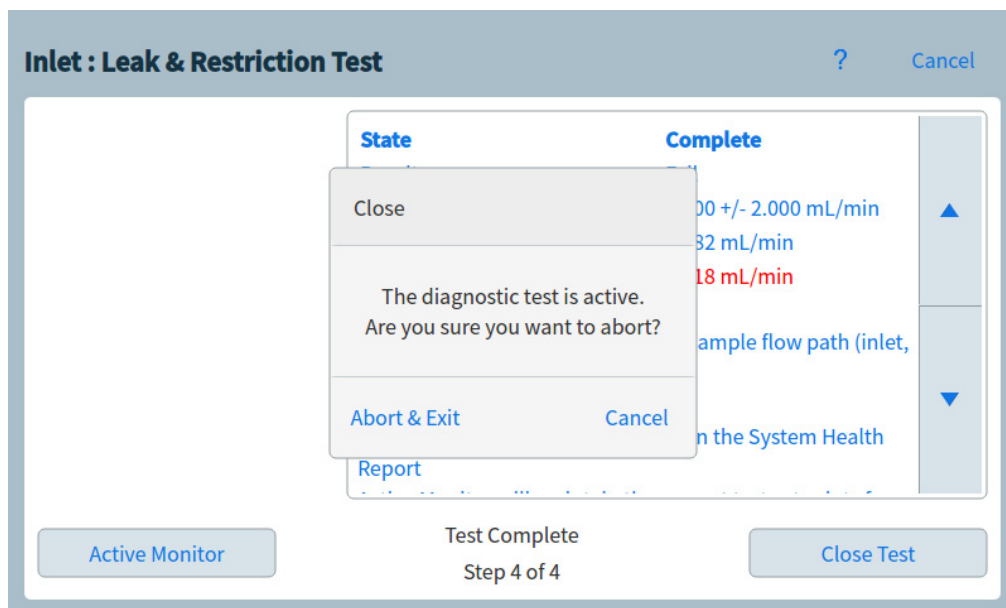 Inlet : Leak & Restriction Test
?
Cancel
State Complete
Close
00 +/- 2.000 mL/min
82 mL/min
18 mL/min
The diagnostic test is active.
Are you sure you want to abort?
ample flow path (inlet,
Abort & Exit Cancel
n the System Health
Report
Active Monitor
Test Complete
Step 4 of 4
Close Test